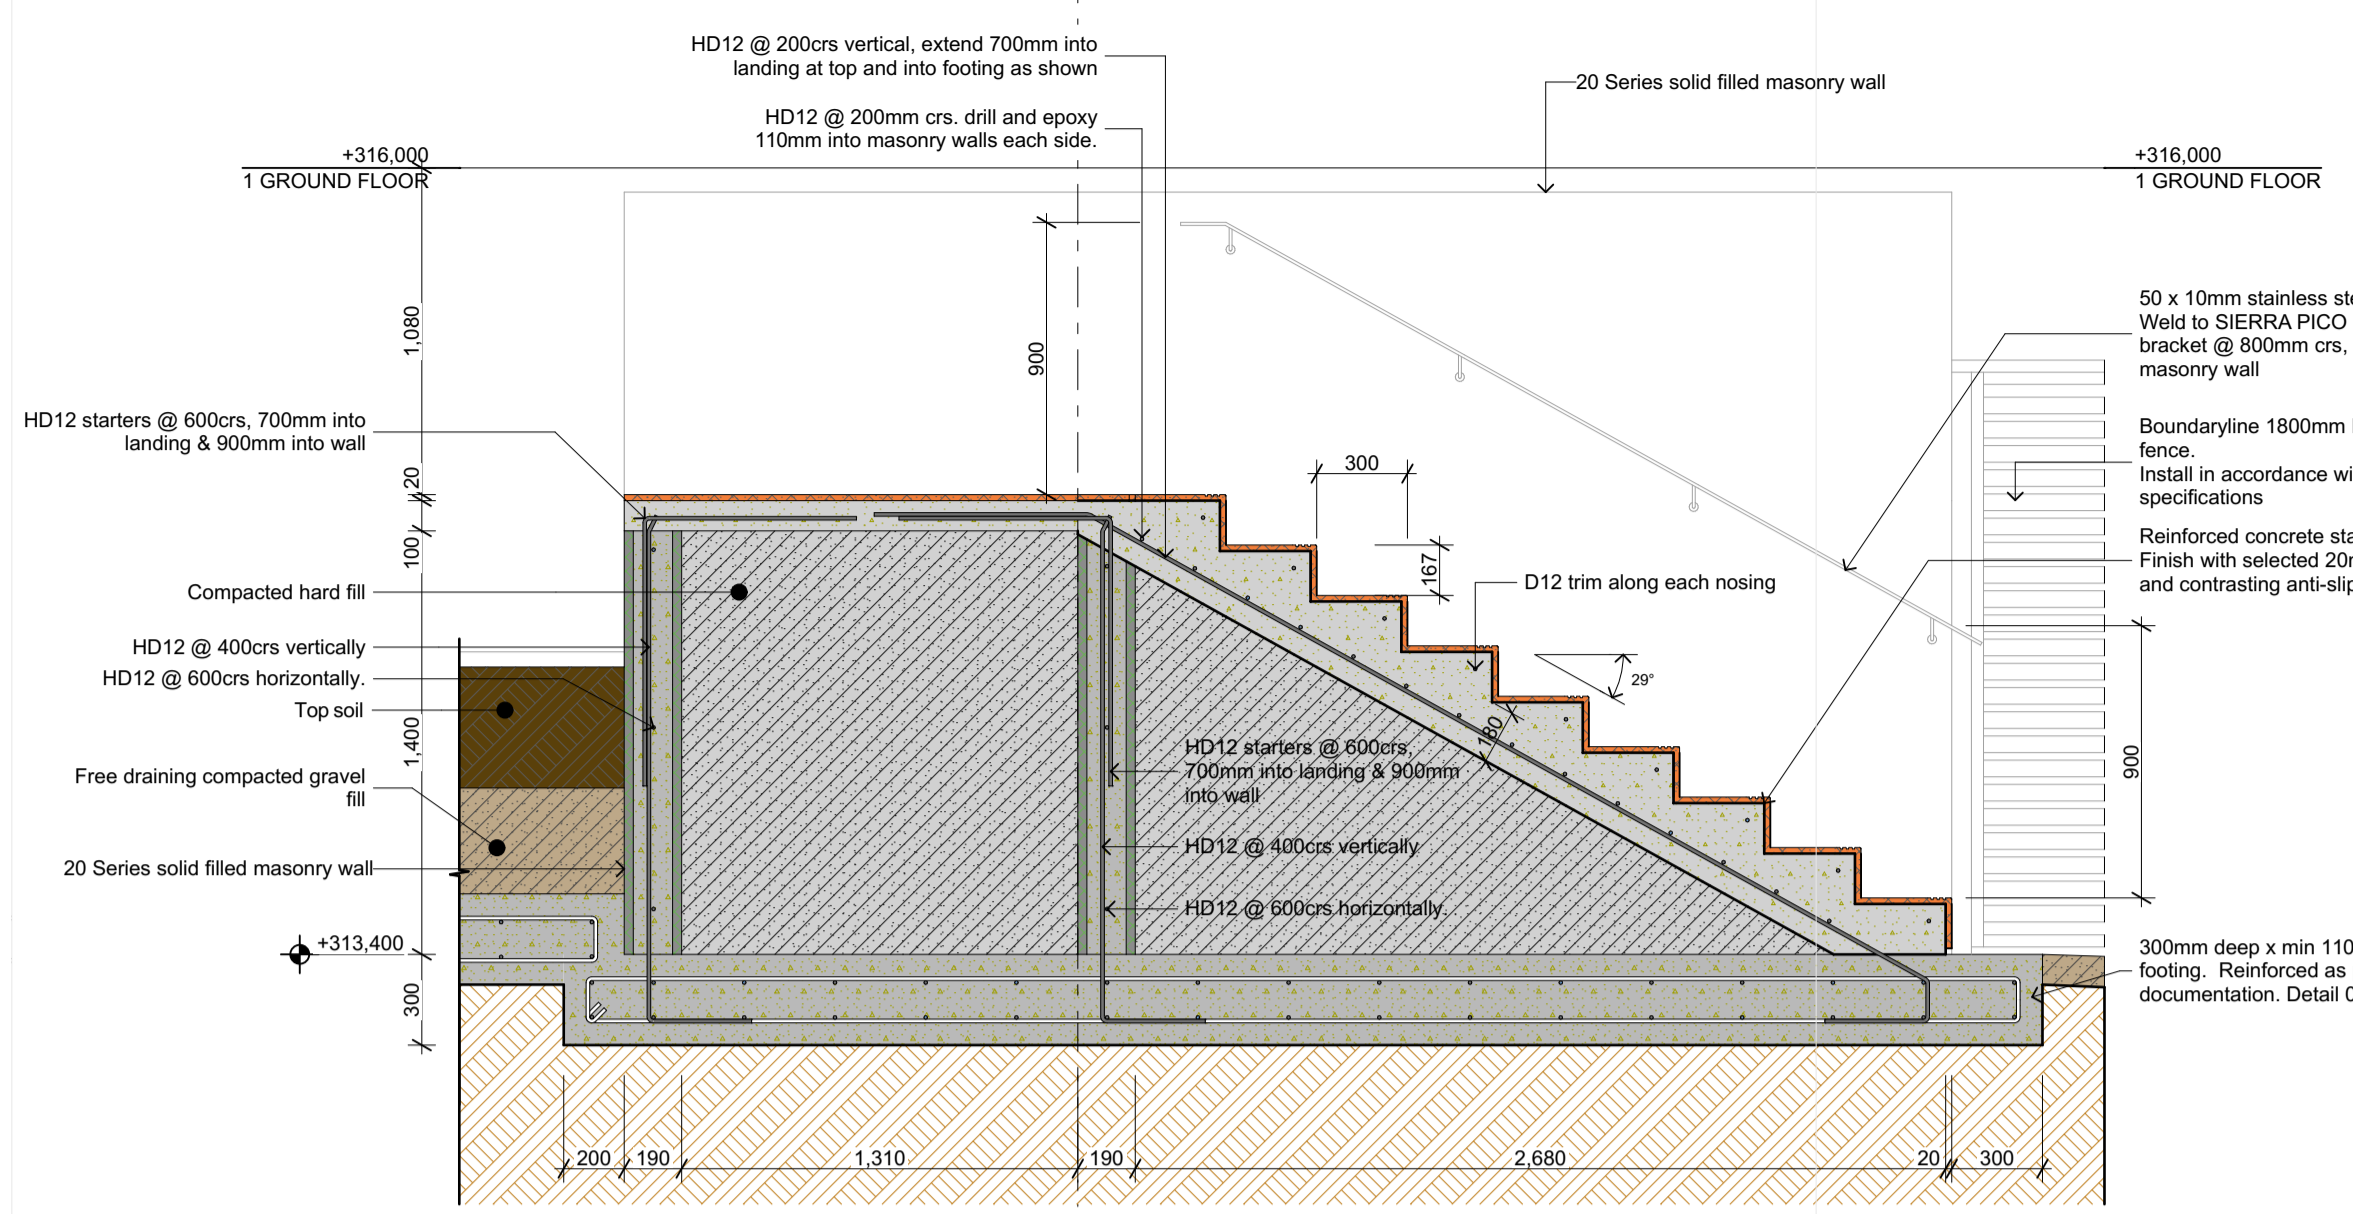 HD12 @ 200crs vertical, extend 700mm into
landing at top and into footing as shown
HD12 @ 200mm crs. drill and epoxy
110mm into masonry walls each side.
20 Series solid filled masonry wall
+316,000
1 GROUND FLOOR
+316,000
1 GROUND FLOOR
1,080
20
100
1,400
300
900
300
167
29°
180
900
HD12 starters @ 600crs, 700mm into
landing & 900mm into wall
Compacted hard fill
HD12 @ 400crs vertically
HD12 @ 600crs horizontally.
Top soil
Free draining compacted gravel
fill
20 Series solid filled masonry wall
+313,400
D12 trim along each nosing
HD12 starters @ 600crs,
700mm into landing & 900mm
into wall
HD12 @ 400crs vertically
HD12 @ 600crs horizontally.
50 x 10mm stainless
Weld to SIERRA PICO
bracket @ 800mm crs,
masonry wall
Boundaryline 1800mm
fence.
Install in accordance
specifications
Reinforced concrete
Finish with selected
and contrasting
300mm deep x min
footing. Reinforced as
documentation. Detail
200
190
1,310
190
2,680
20
300